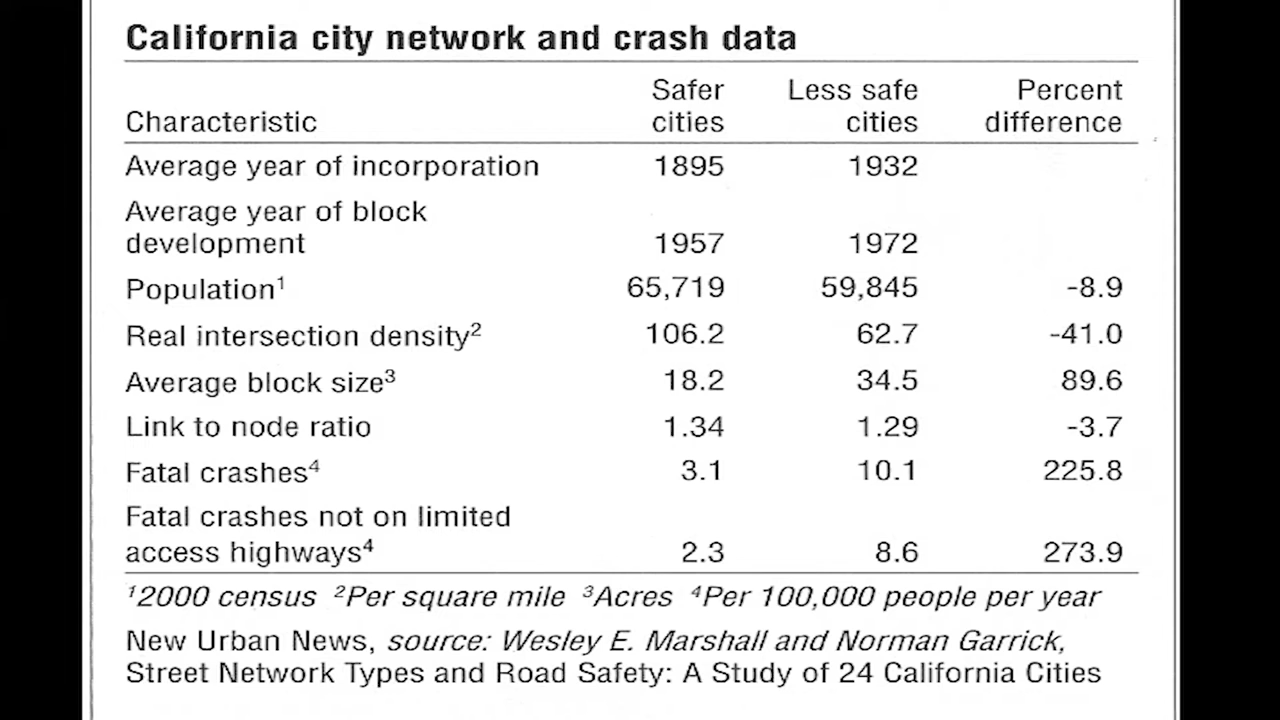 California city network and crash data
Characteristic Safer cities Less safe cities Percent difference
Average year of incorporation 1895 1932
Average year of block development 1957 1972
Population¹ 65,719 59,845 -8.9
Real intersection density² 106.2 62.7 -41.0
Average block size³ 18.2 34.5 89.6
Link to node ratio 1.34 1.29 -3.7
Fatal crashes⁴ 3.1 10.1 225.8
Fatal crashes not on limited access highways⁴ 2.3 8.6 273.9
¹2000 census ²Per square mile ³Acres ⁴Per 100,000 people per year
New Urban News, source: Wesley E. Marshall and Norman Garrick,
Street Network Types and Road Safety: A Study of 24 California Cities